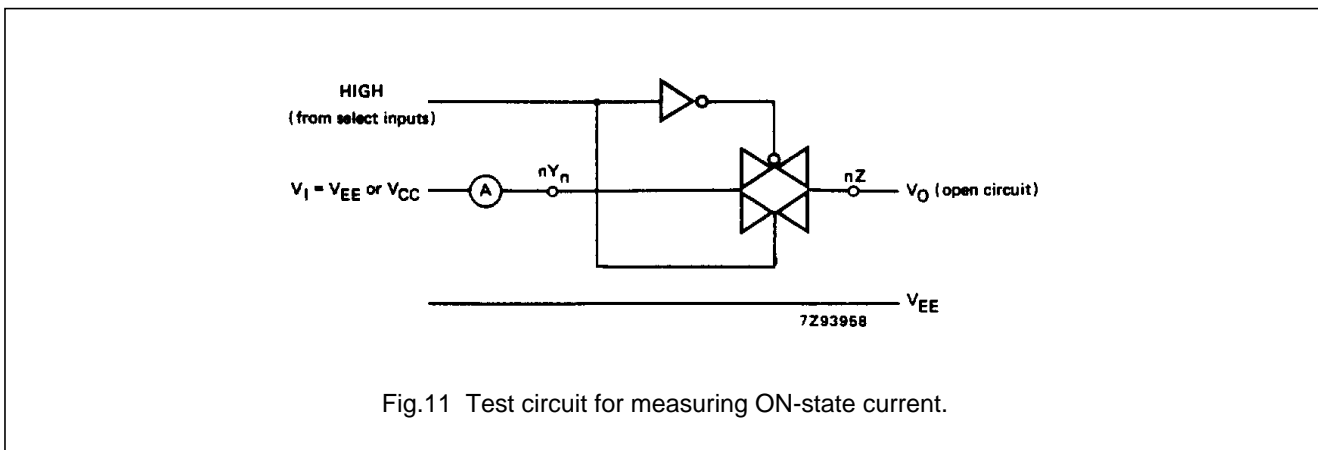 HIGH
(from select inputs)
V_I = V_EE or V_CC
A
nY_n
nZ
V_O (open circuit)
V_EE
7Z93958
Fig.11 Test circuit for measuring ON-state current.